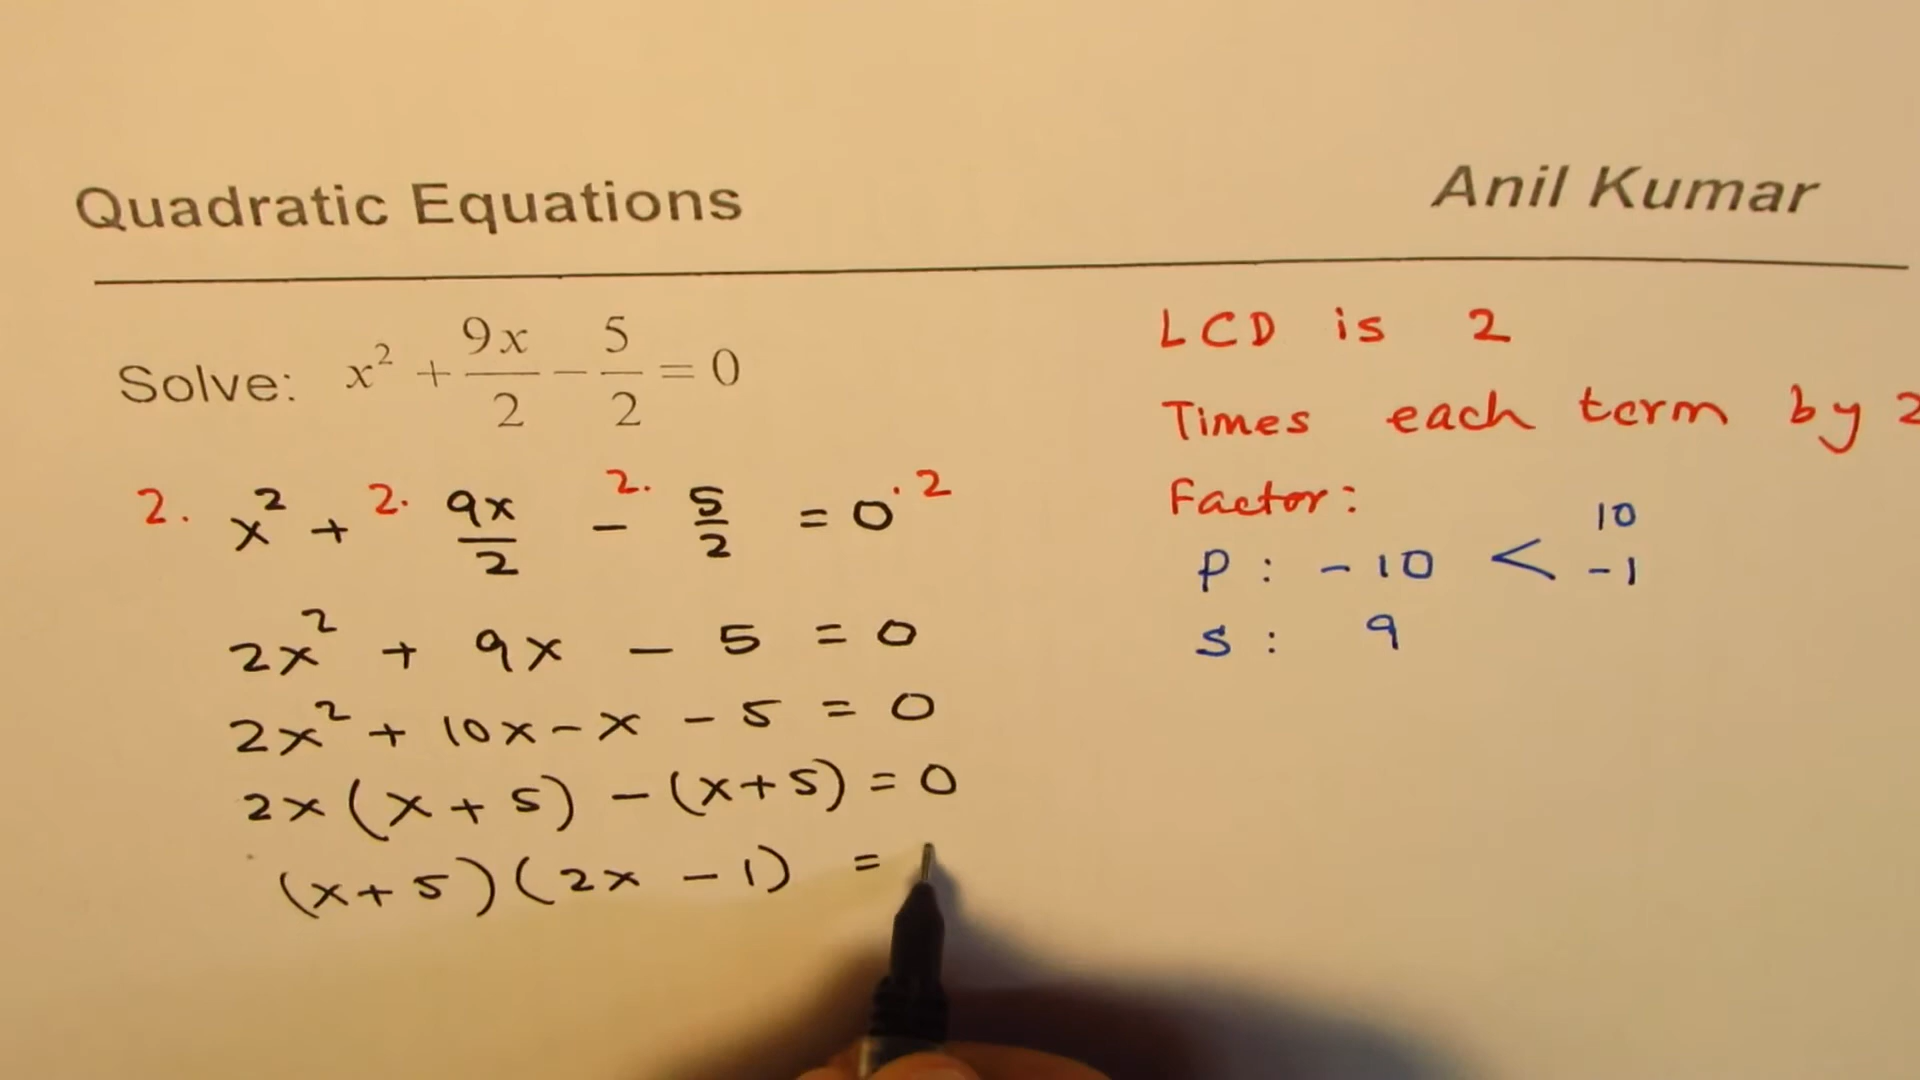 Quadratic Equations
Anil Kumar
Solve: x² + 9x/2 − 5/2 = 0
2. x² + 2. 9x/2 − 2. 5/2 = 0 · 2
2x² + 9x − 5 = 0
2x² + 10x − x − 5 = 0
2x (x + 5) − (x + 5) = 0
(x + 5) (2x − 1) =
LCD is 2
Times each term by 2
Factor:
P : − 10 < 10
− 1
S : 9